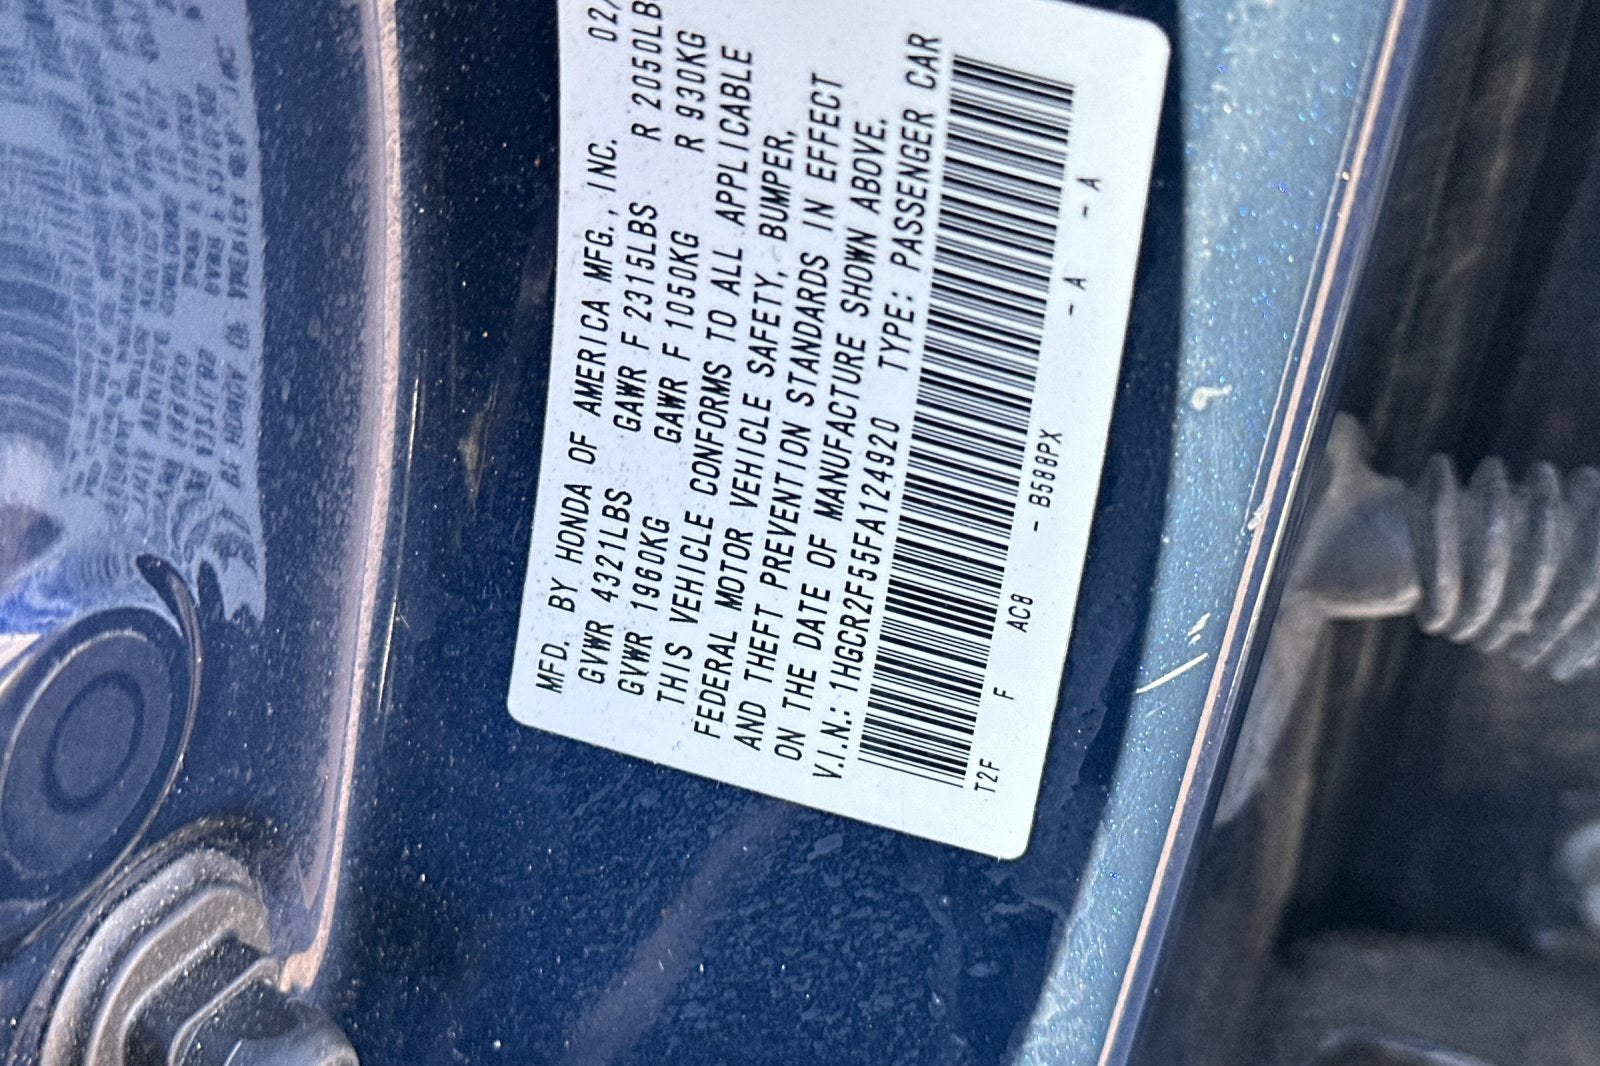 MFD. BY HONDA OF AMERICA MFG., INC. 02/
GVWR 4321LBS GAWR F 2315LBS R 2050LB
GVWR 1960KG GAWR F 1050KG R 930KG
THIS VEHICLE CONFORMS TO ALL APPLICABLE
FEDERAL MOTOR VEHICLE SAFETY, BUMPER,
AND THEFT PREVENTION STANDARDS IN EFFECT
ON THE DATE OF MANUFACTURE SHOWN ABOVE.
V.I.N.: 1HGCR2F55FA124920 TYPE: PASSENGER CAR
T2F F AC8 - B588PX - A - A